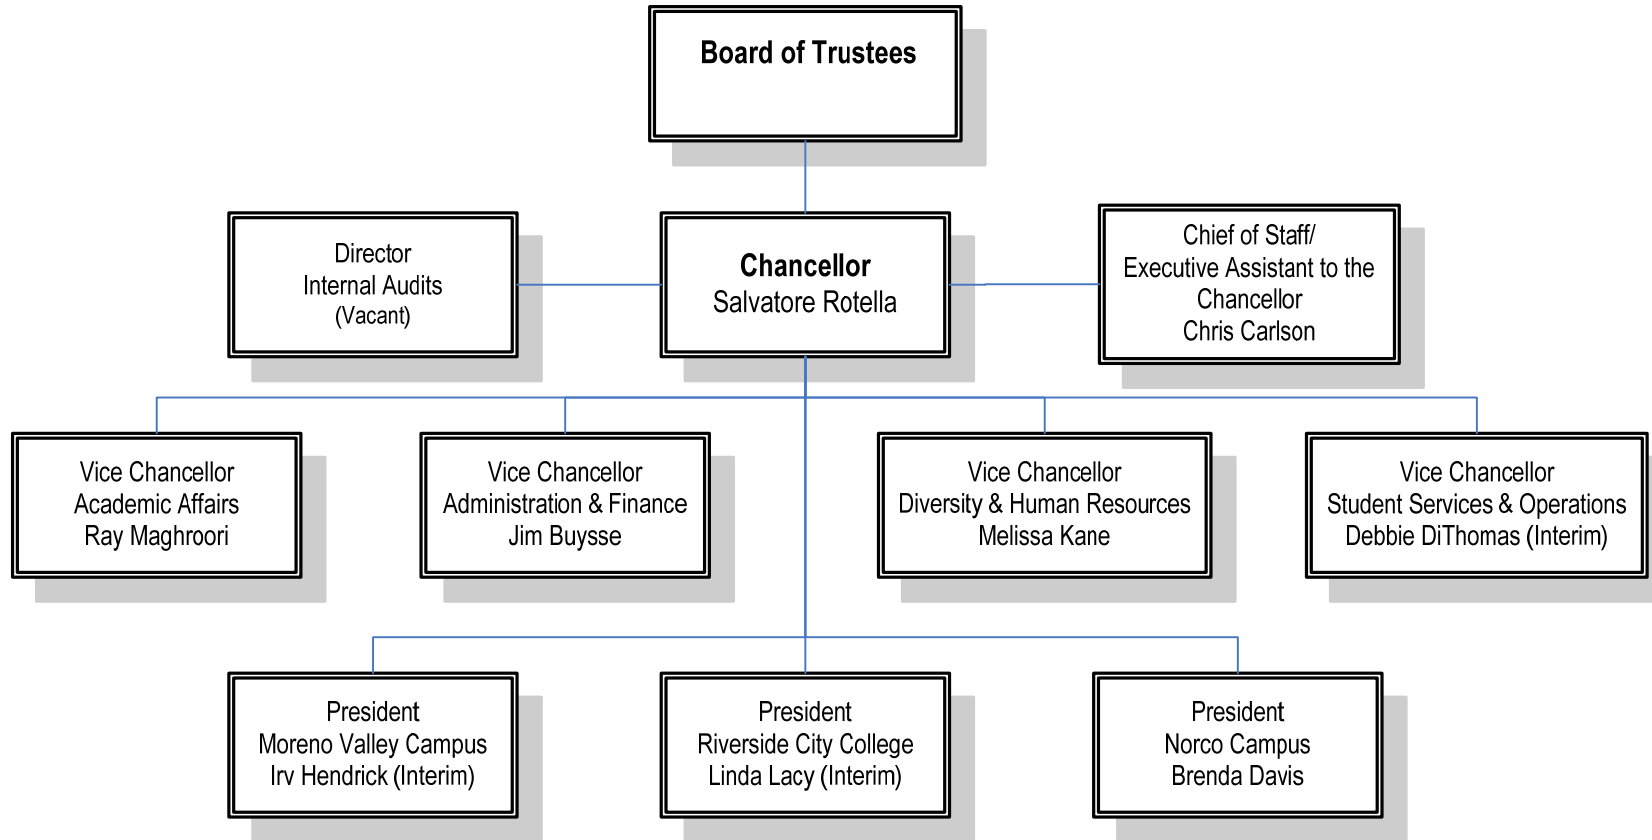 Board of Trustees
Director
Internal Audits
(Vacant)
Chancellor
Salvatore Rotella
Chief of Staff/
Executive Assistant to the
Chancellor
Chris Carlson
Vice Chancellor
Academic Affairs
Ray Maghroori
Vice Chancellor
Administration & Finance
Jim Buysse
Vice Chancellor
Diversity & Human Resources
Melissa Kane
Vice Chancellor
Student Services & Operations
Debbie DiThomas (Interim)
President
Moreno Valley Campus
Irv Hendrick (Interim)
President
Riverside City College
Linda Lacy (Interim)
President
Norco Campus
Brenda Davis